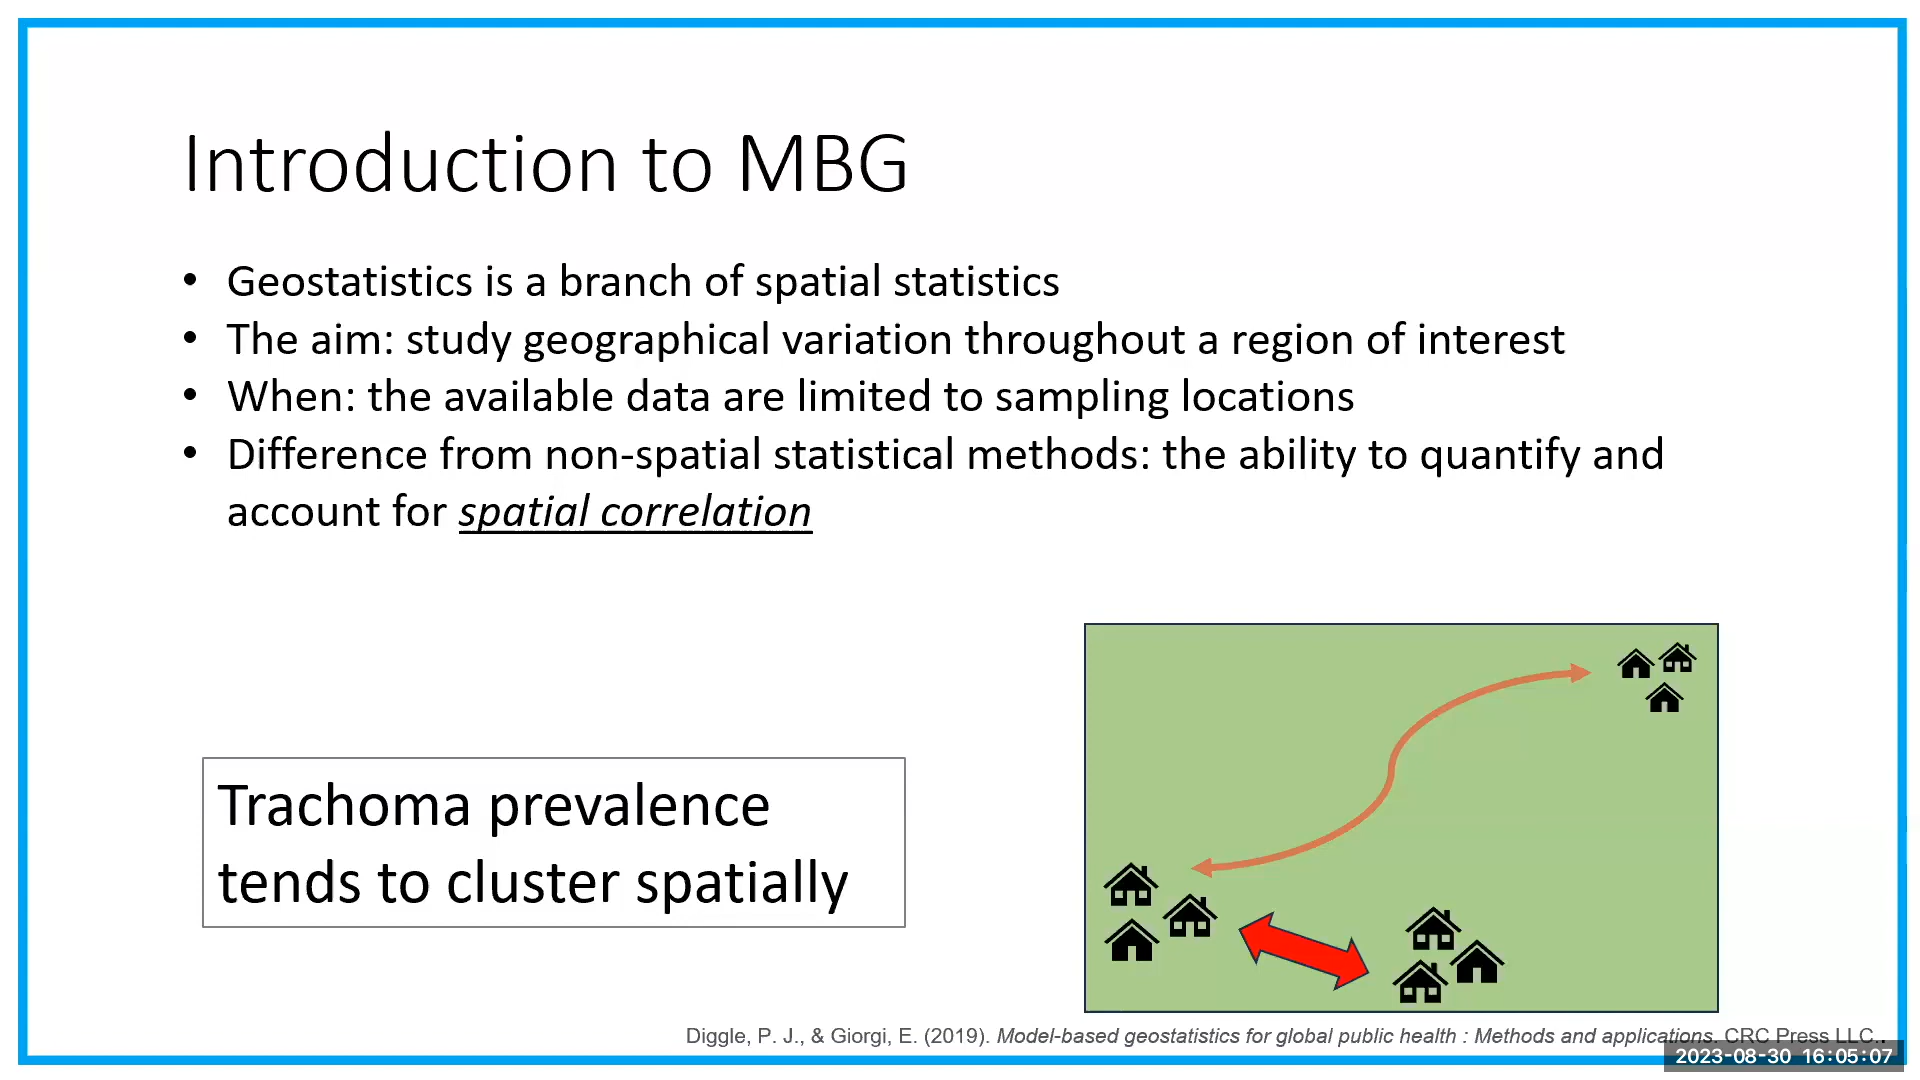 Introduction to MBG
• Geostatistics is a branch of spatial statistics
• The aim: study geographical variation throughout a region of interest
• When: the available data are limited to sampling locations
• Difference from non-spatial statistical methods: the ability to quantify and
account for spatial correlation
Trachoma prevalence
tends to cluster spatially
Diggle, P. J., & Giorgi, E. (2019). Model-based geostatistics for global public health : Methods and applications. CRC Press LLC..
2023-08-30 16:05:07